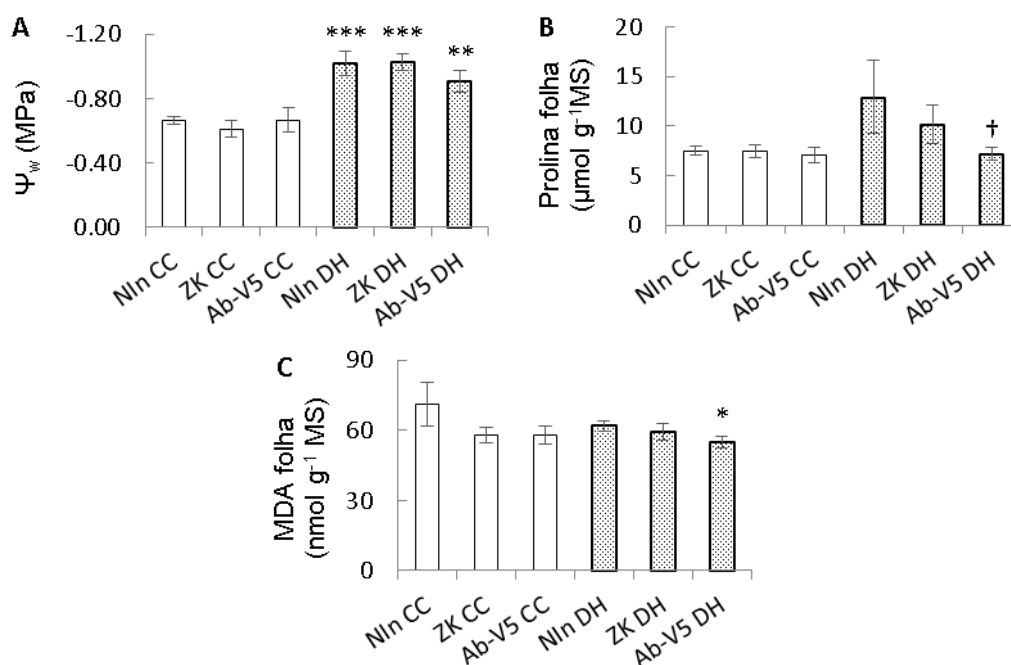 A
Ψw (MPa)
-1.20
-0.80
-0.40
0.00
*** *** **
NIn CC ZK CC Ab-V5 CC NIn DH ZK DH Ab-V5 DH
B
Prolina folha
(µmol g⁻¹MS)
20
15
10
5
0
†
NIn CC ZK CC Ab-V5 CC NIn DH ZK DH Ab-V5 DH
C
MDA folha
(nmol g⁻¹ MS)
90
60
30
0
*
NIn CC ZK CC Ab-V5 CC NIn DH ZK DH Ab-V5 DH